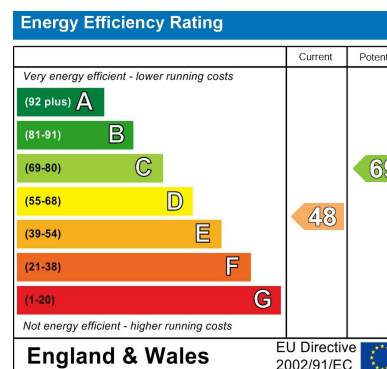 Energy Efficiency Rating
Current
Very energy efficient - lower running costs
(92 plus) A
(81-91) B
(69-80) C
69
(55-68) D
48
(39-54) E
(21-38) F
(1-20) G
Not energy efficient - higher running costs
England & Wales
EU Directive
2002/91/EC